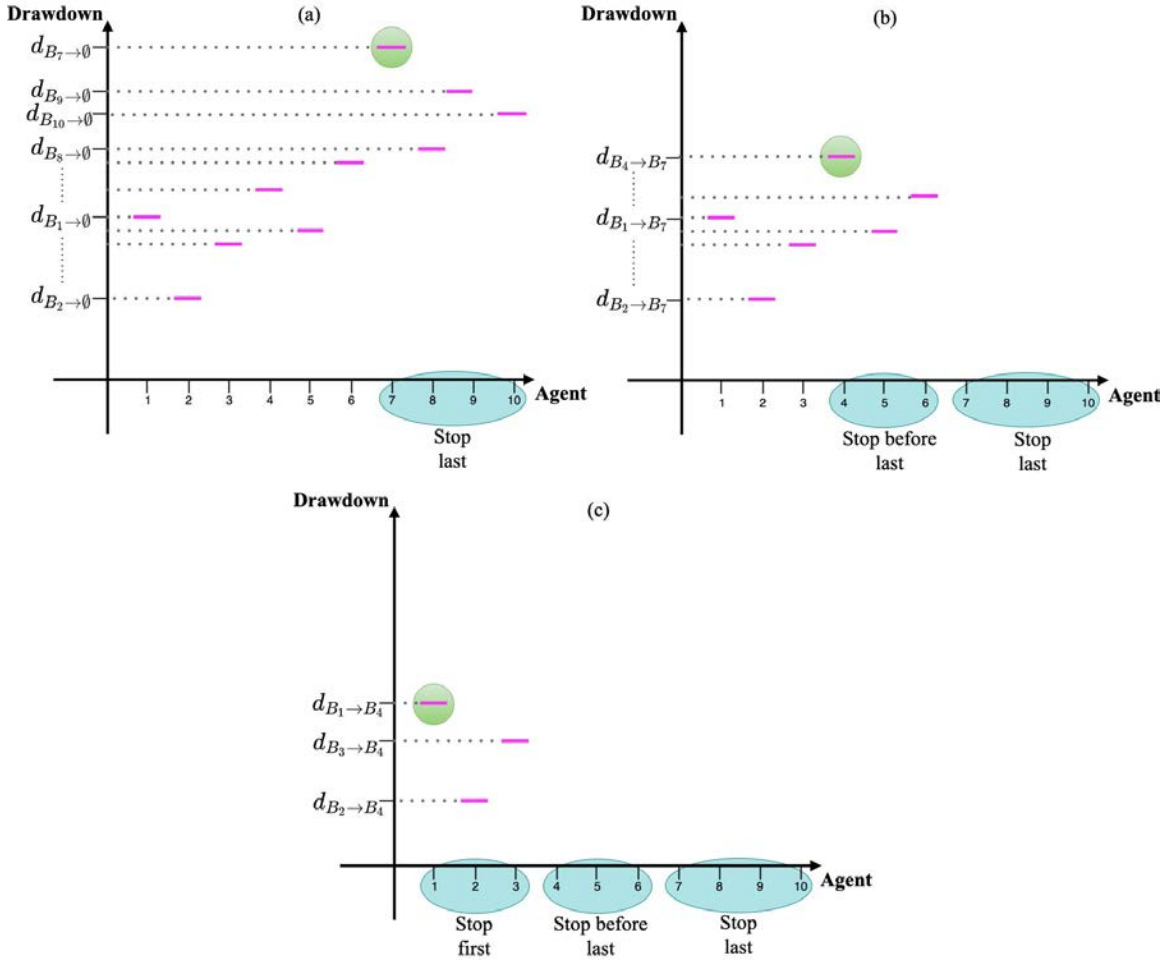 Drawdown
(a)
d_{B_7→∅}
d_{B_9→∅}
d_{B_{10}→∅}
d_{B_8→∅}
d_{B_1→∅}
d_{B_2→∅}
1 2 3 4 5 6 7 8 9 10
Agent
Stop
last
Drawdown
(b)
d_{B_4→B_7}
d_{B_1→B_7}
d_{B_2→B_7}
1 2 3 4 5 6 7 8 9 10
Agent
Stop before
last
Stop
last
Drawdown
(c)
d_{B_1→B_4}
d_{B_3→B_4}
d_{B_2→B_4}
1 2 3 4 5 6 7 8 9 10
Agent
Stop
first
Stop before
last
Stop
last